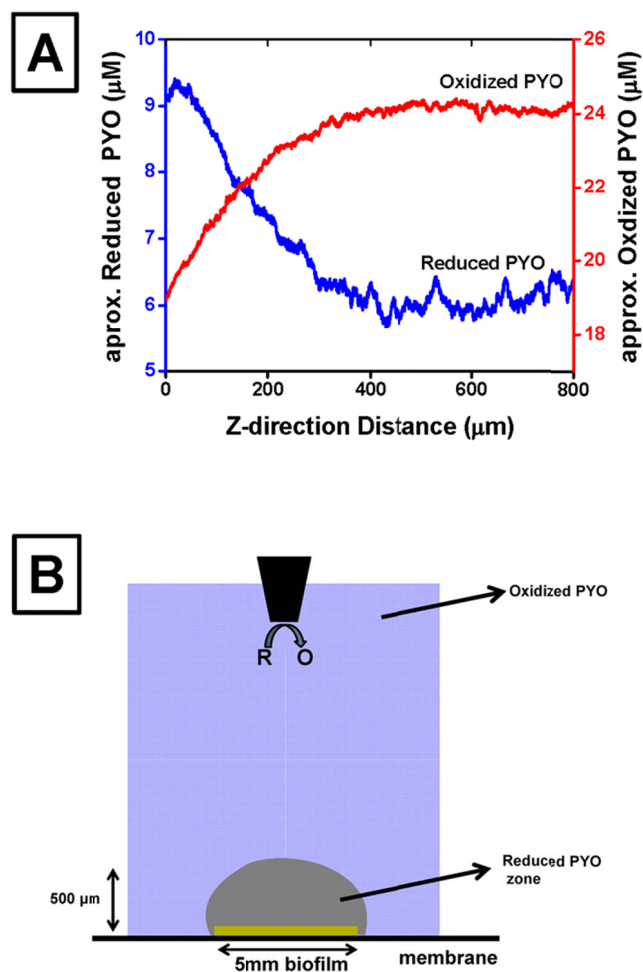 A
10
9
8
7
6
5
aprox. Reduced PYO (µM)
26
24
22
20
18
approx. Oxdized PYO (µM)
Oxidized PYO
Reduced PYO
0
200
400
600
800
Z-direction Distance (µm)
B
Oxidized PYO
R O
500 µm
Reduced PYO
zone
5mm biofilm
membrane